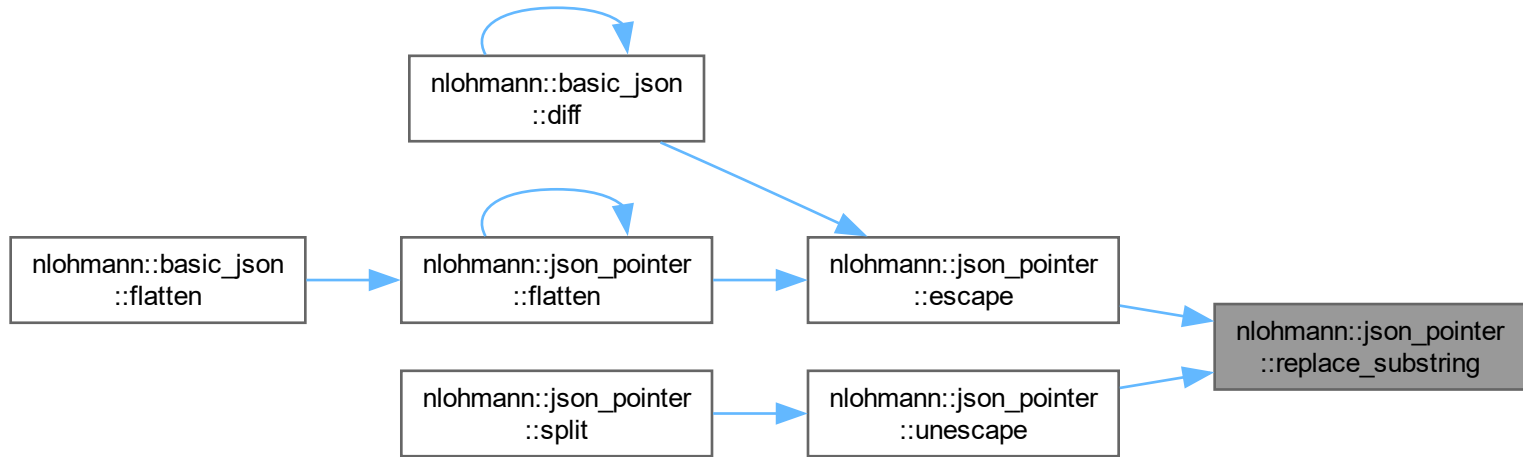 nlohmann::basic_json
::diff
nlohmann::basic_json
::flatten
nlohmann::json_pointer
::flatten
nlohmann::json_pointer
::escape
nlohmann::json_pointer
::replace_substring
nlohmann::json_pointer
::split
nlohmann::json_pointer
::unescape